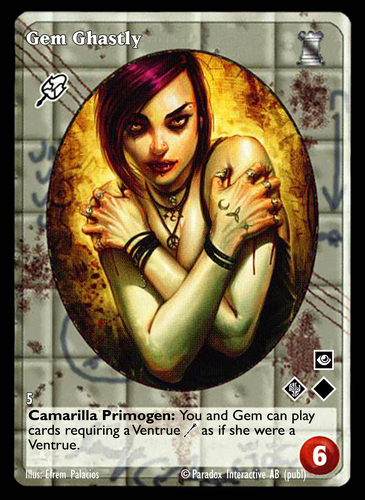 Gem Ghastly
5
Camarilla Primogen: You and Gem can play
cards requiring a Ventrue as if she were a
Ventrue.
6
Illus: Efrem Palacios © Paradox Interactive AB (publ)